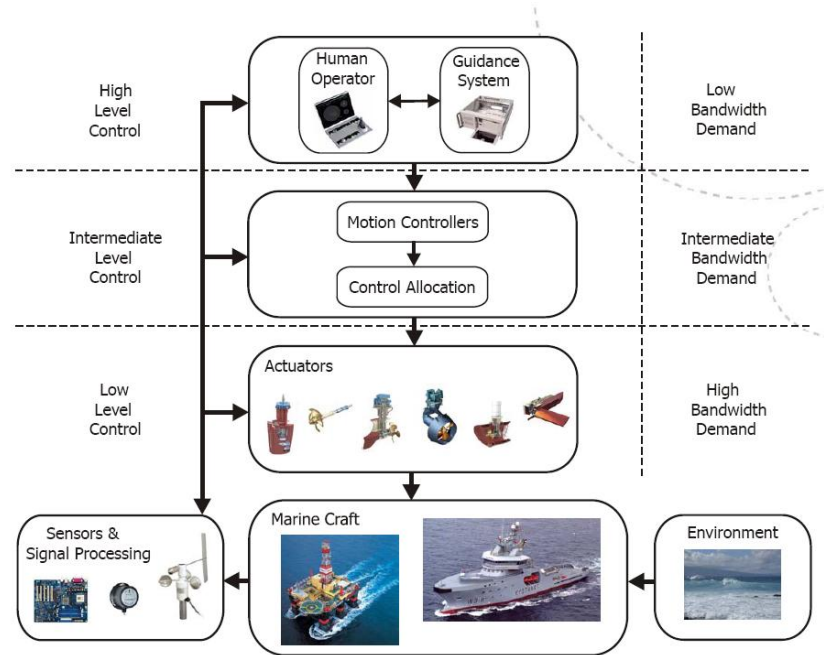 High
Level
Control
Human
Operator
Guidance
System
Low
Bandwidth
Demand
Intermediate
Level
Control
Motion Controllers
Control Allocation
Intermediate
Bandwidth
Demand
Low
Level
Control
Actuators
High
Bandwidth
Demand
Sensors &
Signal Processing
Marine Craft
Environment